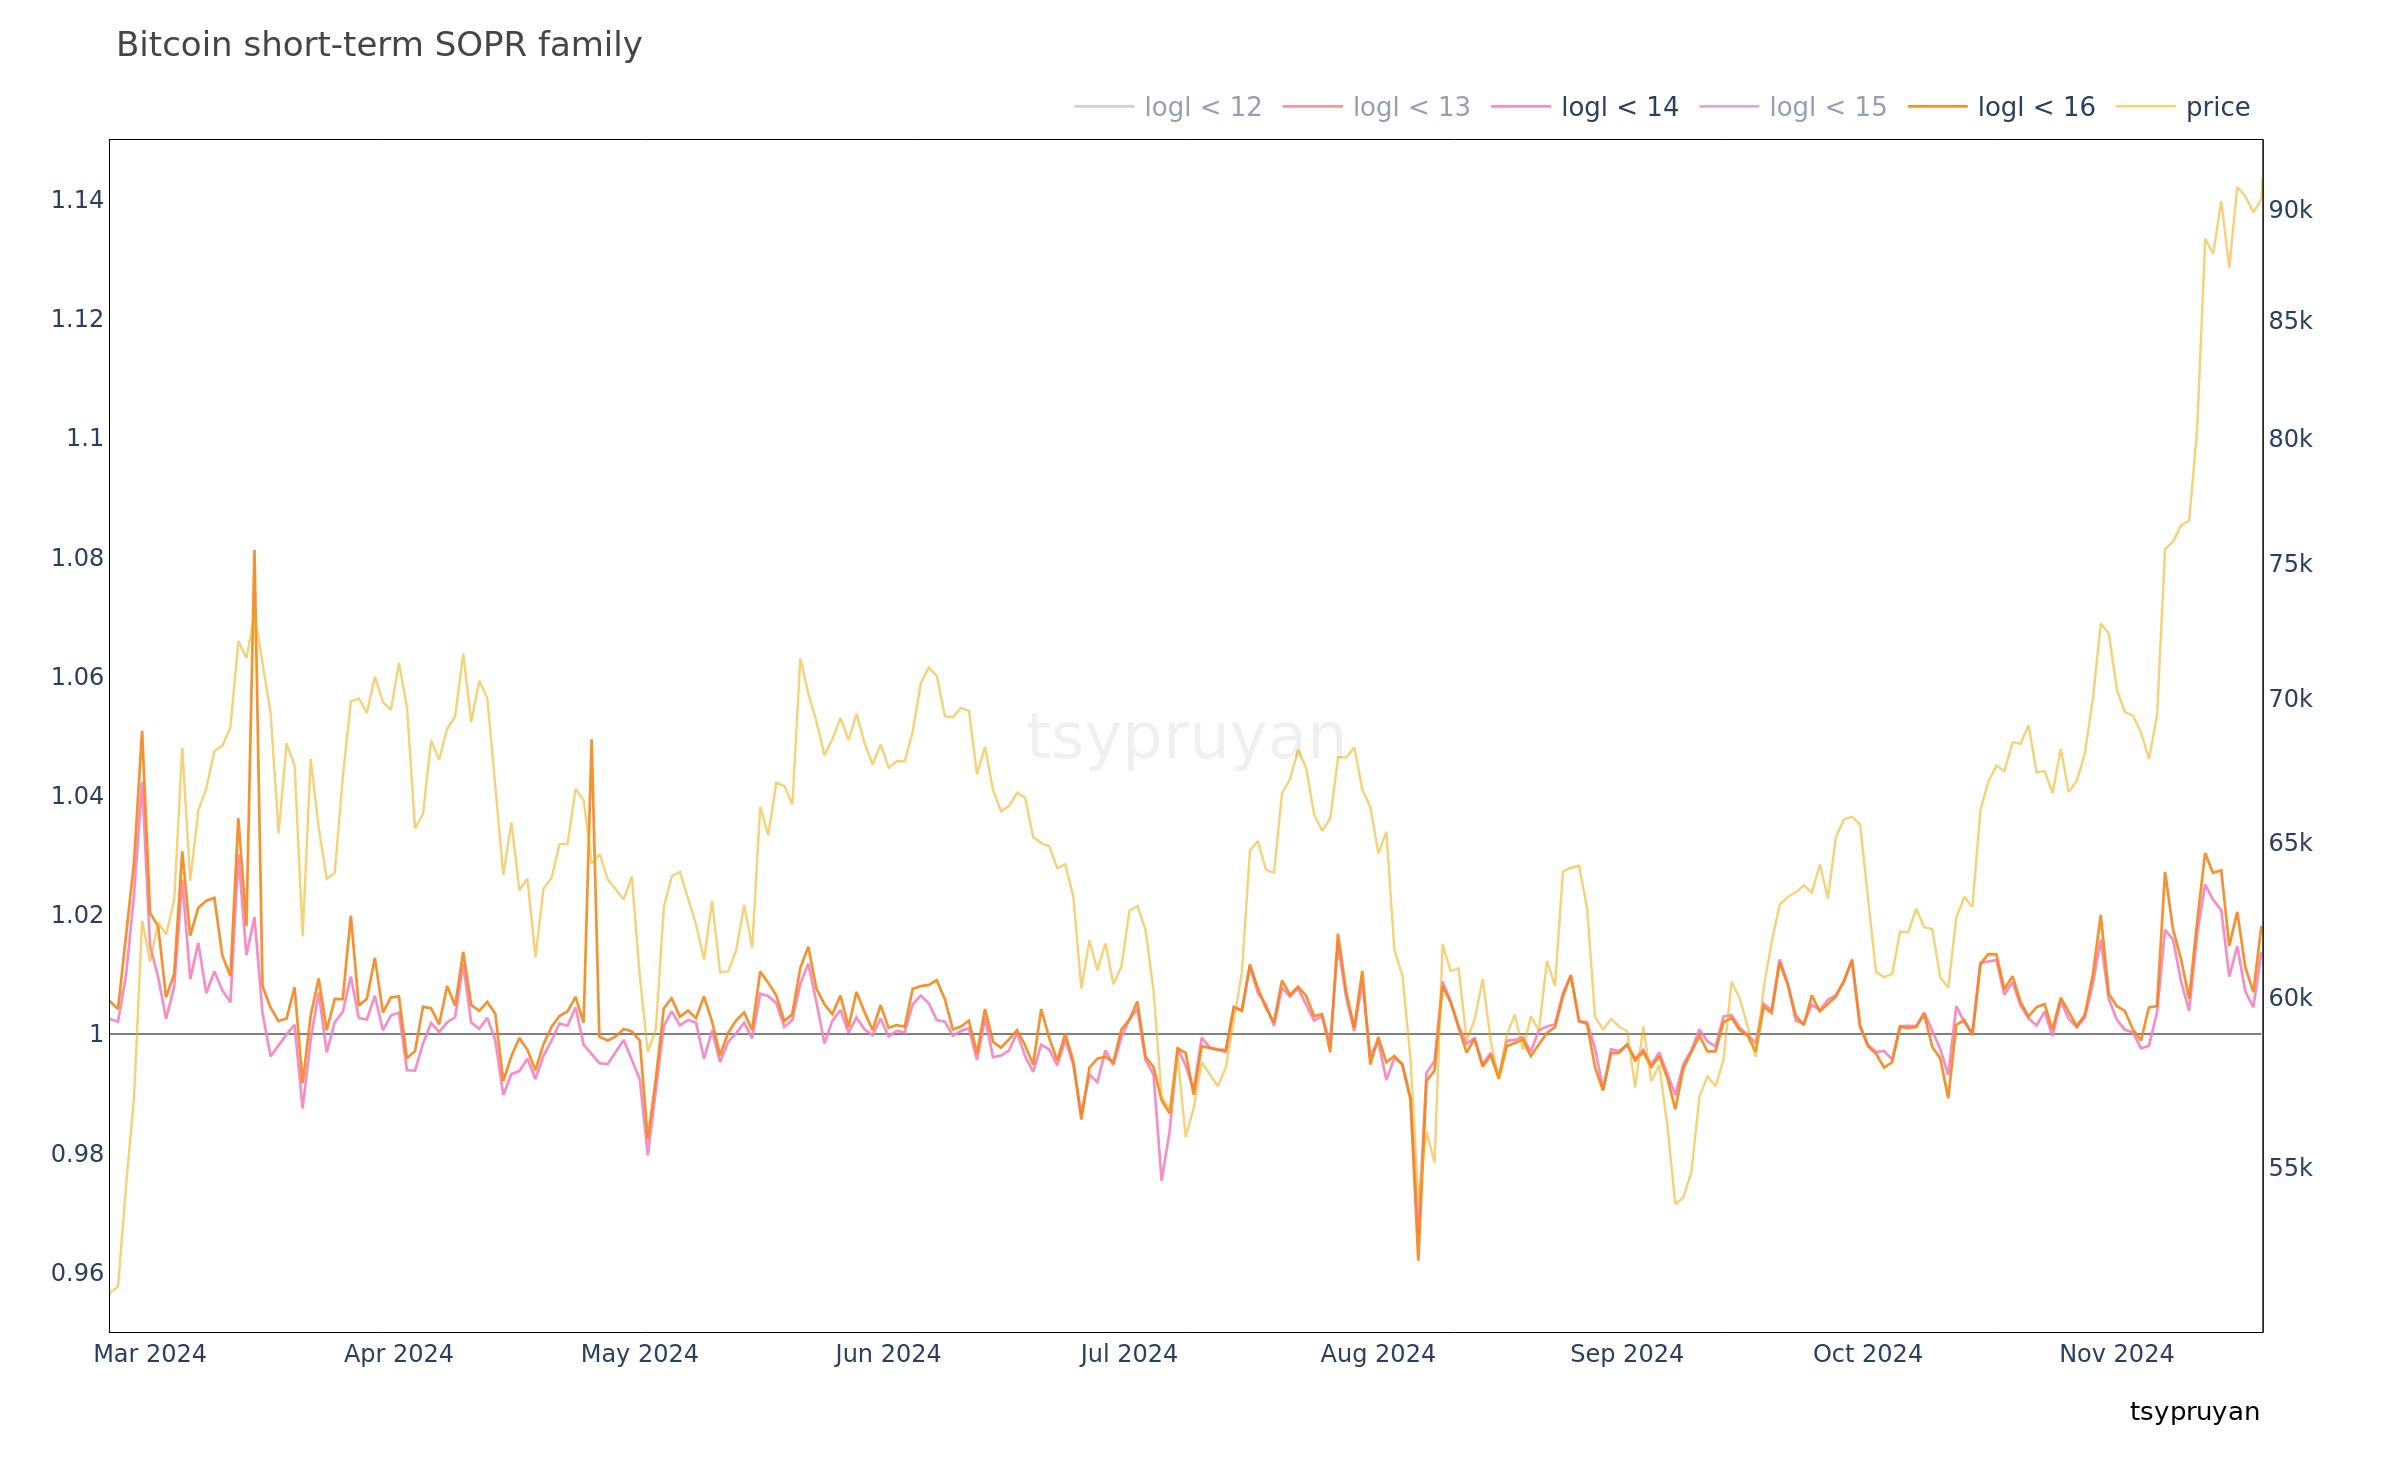 Bitcoin short-term SOPR family
logl < 12 logl < 13 logl < 14 logl < 15 logl < 16 price
1.14
90k
1.12
85k
1.1
80k
1.08
75k
1.06
70k
tsypruyan
1.04
65k
1.02
60k
1
0.98
55k
0.96
Mar 2024 Apr 2024 May 2024 Jun 2024 Jul 2024 Aug 2024 Sep 2024 Oct 2024 Nov 2024
tsypruyan